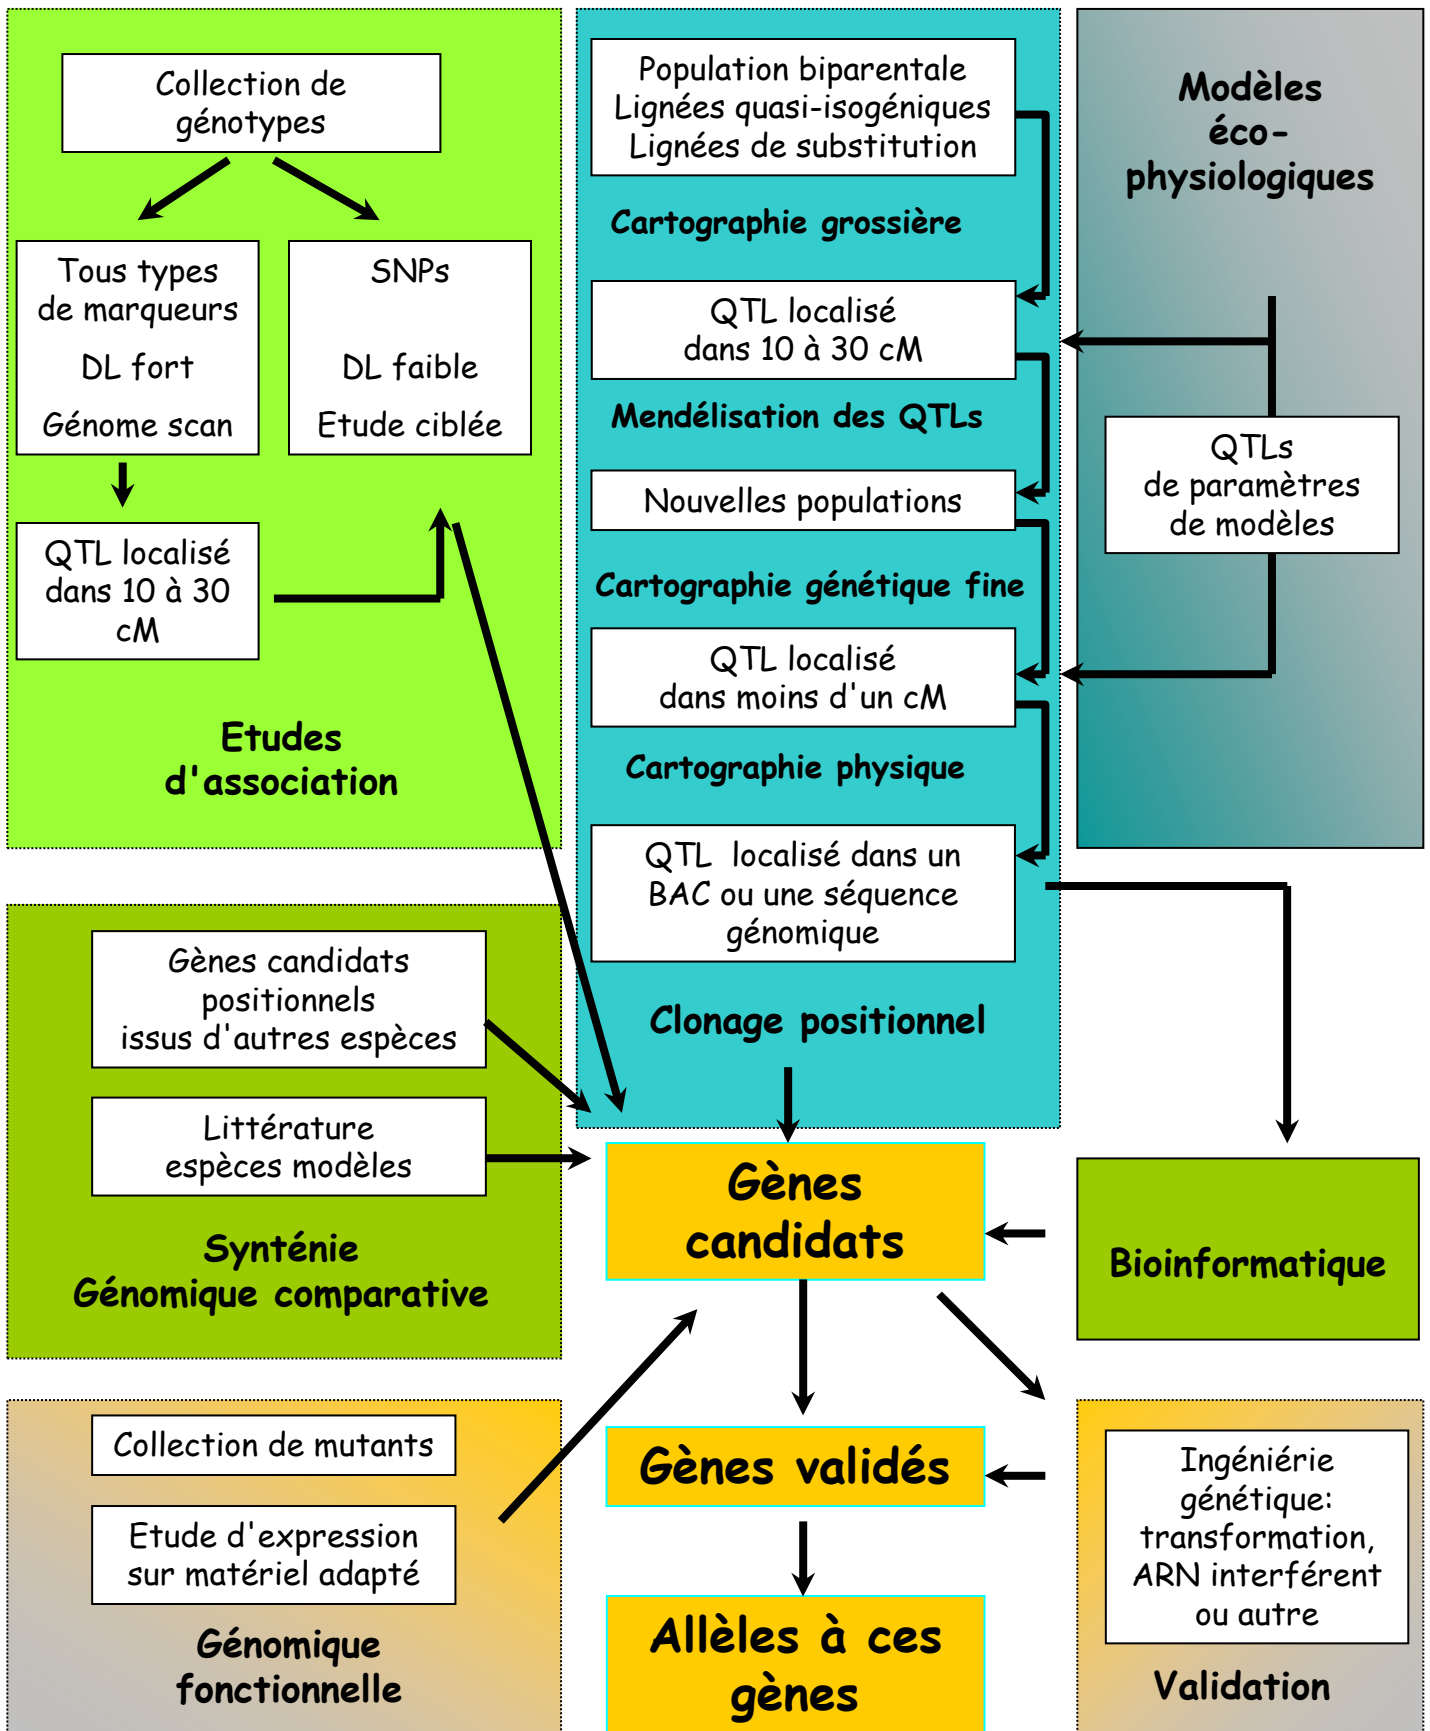 Collection de
génotypes
Tous types
de marqueurs
DL fort
Génome scan
SNPs
DL faible
Etude ciblée
QTL localisé
dans 10 à 30
cM
Etudes
d'association
Population biparentale
Lignées quasi-isogéniques
Lignées de substitution
Cartographie grossière
QTL localisé
dans 10 à 30 cM
Mendélisation des QTLs
Nouvelles populations
Cartographie génétique fine
QTL localisé
dans moins d'un cM
Cartographie physique
QTL localisé dans un
BAC ou une séquence
génomique
Clonage positionnel
Modèles
éco-
physiologiques
QTLs
de paramètres
de modèles
Gènes candidats
positionnels
issus d'autres espèces
Littérature
espèces modèles
Synténie
Génomique comparative
Gènes
candidats
Bioinformatique
Collection de mutants
Etude d'expression
sur matériel adapté
Génomique
fonctionnelle
Gènes validés
Allèles à ces
gènes
Ingéniérie
génétique:
transformation,
ARN interférent
ou autre
Validation